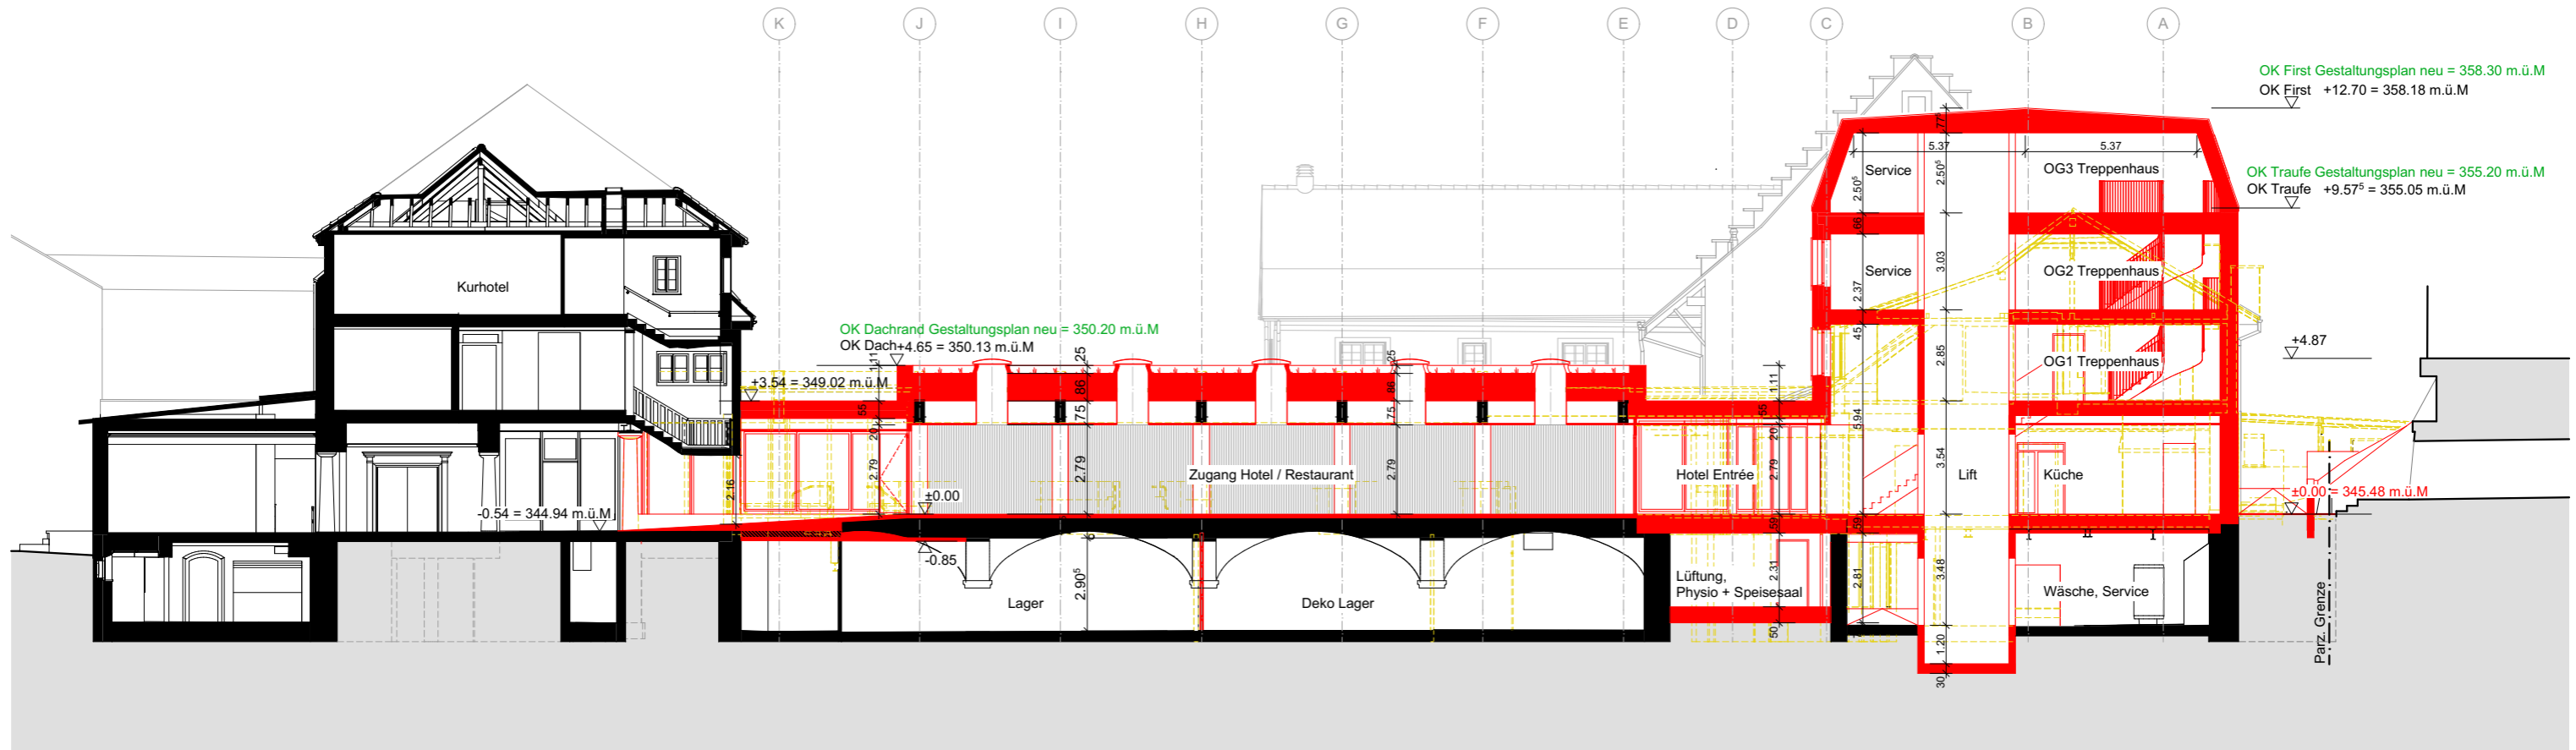 K
J
I
H
G
F
E
D
C
B
A
OK First Gestaltungsplan neu = 358.30 m.ü.M
OK First +12.70 = 358.18 m.ü.M
77⁵
5.37
5.37
Service
2.50⁵
2.50⁵
OG3 Treppenhaus
OK Traufe Gestaltungsplan neu = 355.20 m.ü.M
OK Traufe +9.57⁵ = 355.05 m.ü.M
66
Kurhotel
Service
2.37
3.03
OG2 Treppenhaus
OK Dachrand Gestaltungsplan neu = 350.20 m.ü.M
OK Dach+4.65 = 350.13 m.ü.M
1.11
25
25
45
2.85
OG1 Treppenhaus
+4.87
+3.54 = 349.02 m.ü.M
86
86
1.11
55
75
75
55
20
20
5.94
2.79
2.79
2.79
2.79
2.16
Zugang Hotel / Restaurant
Hotel Entrée
3.54
Lift
Küche
±0.00
±0.00 = 345.48 m.ü.M
-0.54 = 344.94 m.ü.M
59
59
-0.85
2.90⁵
Lager
Deko Lager
Lüftung,
Physio + Speisesaal
2.31
2.81
3.48
Wäsche, Service
50
1.20
30
Parz. Grenze